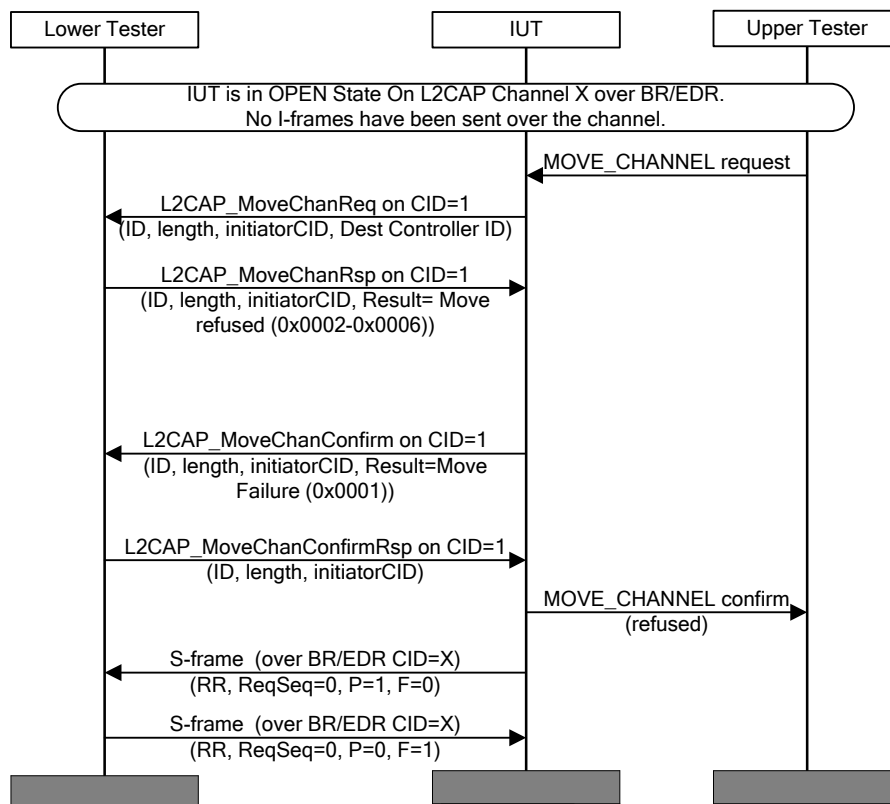 Lower Tester
IUT
Upper Tester
IUT is in OPEN State On L2CAP Channel X over BR/EDR.
No I-frames have been sent over the channel.
MOVE_CHANNEL request
L2CAP_MoveChanReq on CID=1
(ID, length, initiatorCID, Dest Controller ID)
L2CAP_MoveChanRsp on CID=1
(ID, length, initiatorCID, Result= Move
refused (0x0002-0x0006))
L2CAP_MoveChanConfirm on CID=1
(ID, length, initiatorCID, Result=Move
Failure (0x0001))
L2CAP_MoveChanConfirmRsp on CID=1
(ID, length, initiatorCID)
MOVE_CHANNEL confirm
(refused)
S-frame (over BR/EDR CID=X)
(RR, ReqSeq=0, P=1, F=0)
S-frame (over BR/EDR CID=X)
(RR, ReqSeq=0, P=0, F=1)